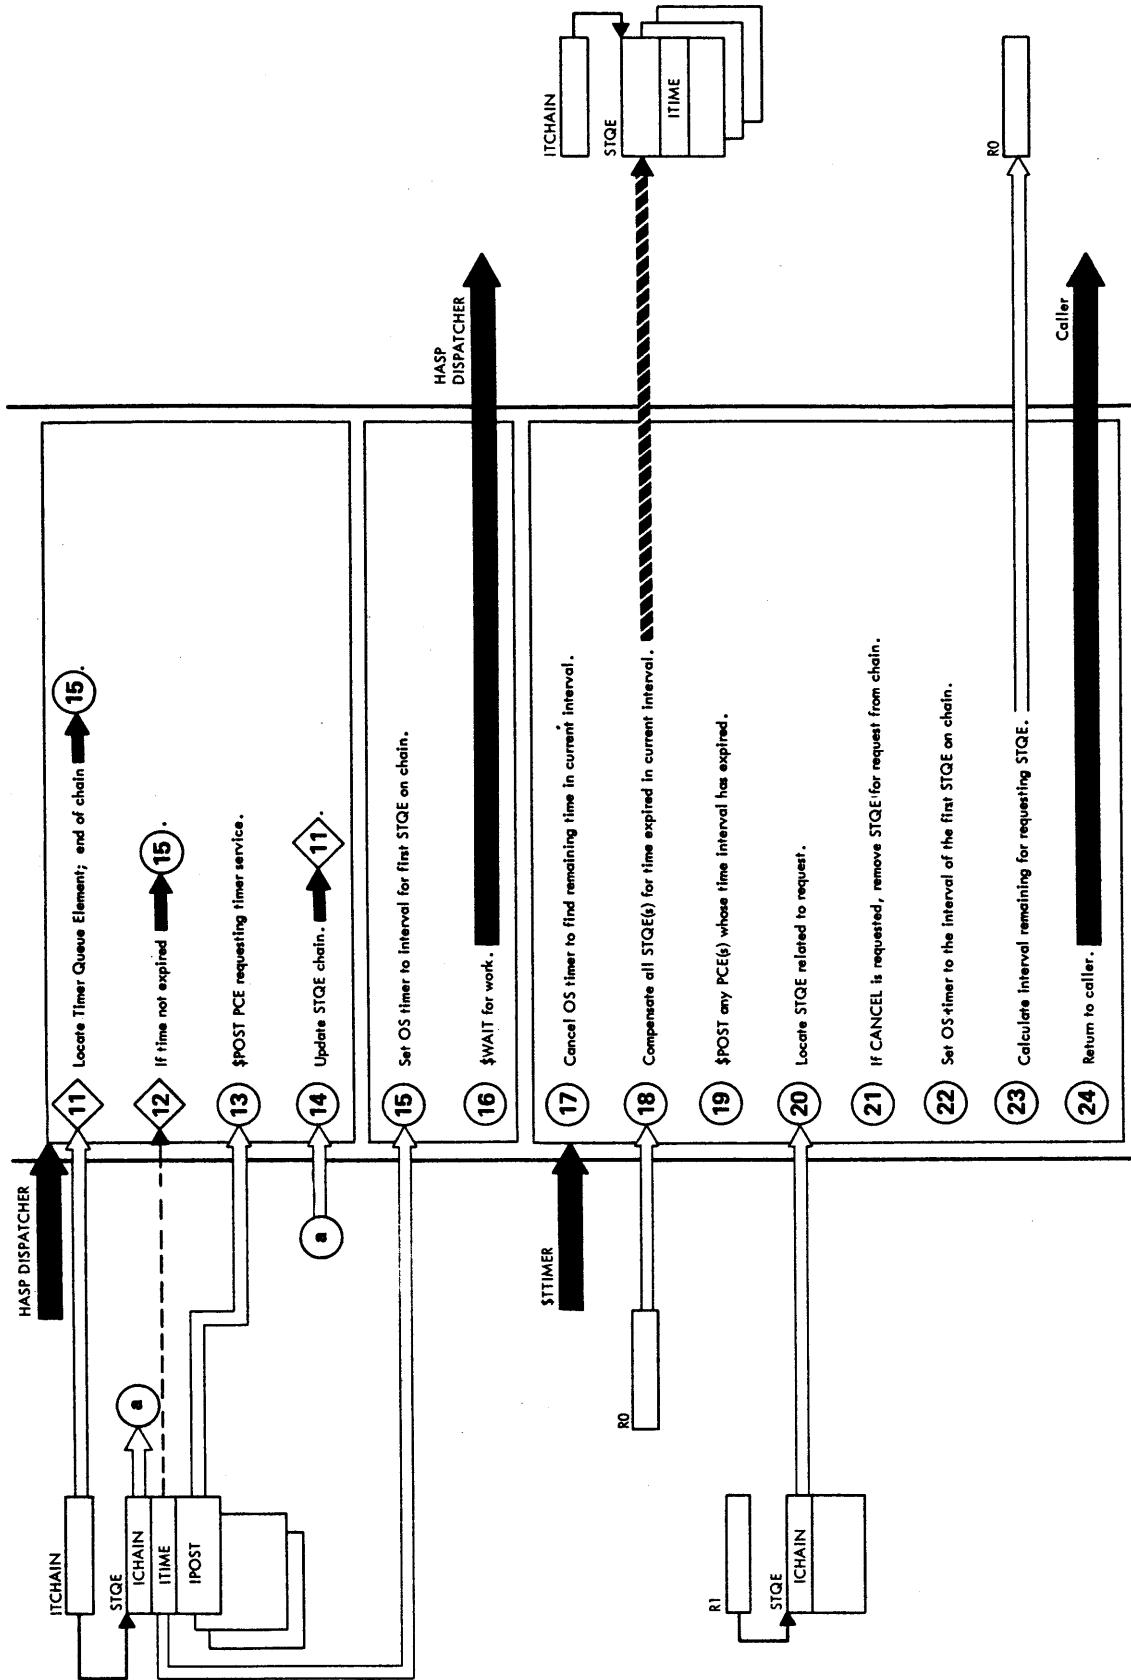 HASP DISPATCHER
ITCHAIN
STQE
ICHAIN
ITIME
IPOST
a
a
11 Locate Timer Queue Element; end of chain 15.
12 If time not expired 15.
13 $POST PCE requesting timer service.
14 Update STQE chain. 11.
15 Set OS timer to interval for first STQE on chain.
16 $WAIT for work.
HASP
DISPATCHER
$TTIMER
R0
R1
STQE
ICHAIN
17 Cancel OS timer to find remaining time in current interval.
18 Compensate all STQE(s) for time expired in current interval.
19 $POST any PCE(s) whose time interval has expired.
20 Locate STQE related to request.
21 If CANCEL is requested, remove STQE for request from chain.
22 Set OS timer to the interval of the first STQE on chain.
23 Calculate interval remaining for requesting STQE.
24 Return to caller.
ITCHAIN
STQE
ITIME
R0
Caller